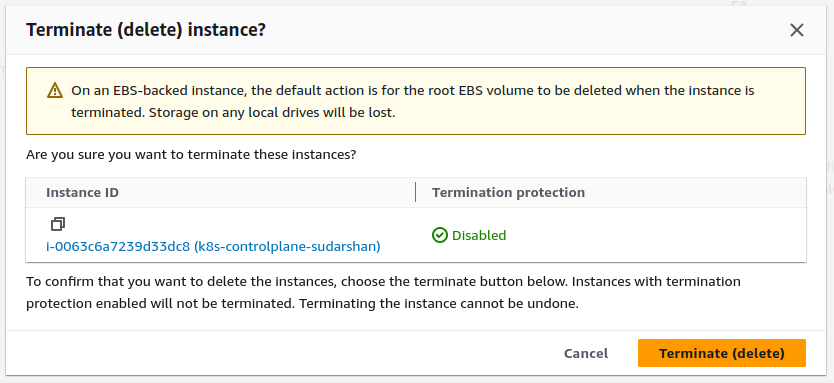 Terminate (delete) instance?
On an EBS-backed instance, the default action is for the root EBS volume to be deleted when the instance is
terminated. Storage on any local drives will be lost.
Are you sure you want to terminate these instances?
Instance ID
Termination protection
i-0063c6a7239d33dc8 (k8s-controlplane-sudarshan)
Disabled
To confirm that you want to delete the instances, choose the terminate button below. Instances with termination
protection enabled will not be terminated. Terminating the instance cannot be undone.
Cancel
Terminate (delete)